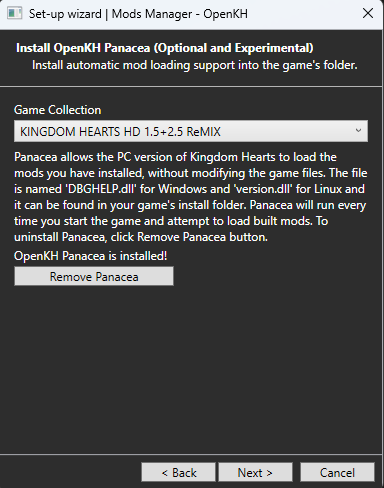 Set-up wizard | Mods Manager - OpenKH
Install OpenKH Panacea (Optional and Experimental)
Install automatic mod loading support into the game's folder.
Game Collection
KINGDOM HEARTS HD 1.5+2.5 ReMIX
Panacea allows the PC version of Kingdom Hearts to load the
mods you have installed, without modifying the game files. The file
is named 'DBGHELP.dll' for Windows and 'version.dll' for Linux and
it can be found in your game's install folder. Panacea will run every
time you start the game and attempt to load built mods. To
uninstall Panacea, click Remove Panacea button.
OpenKH Panacea is installed!
Remove Panacea
< Back
Next >
Cancel